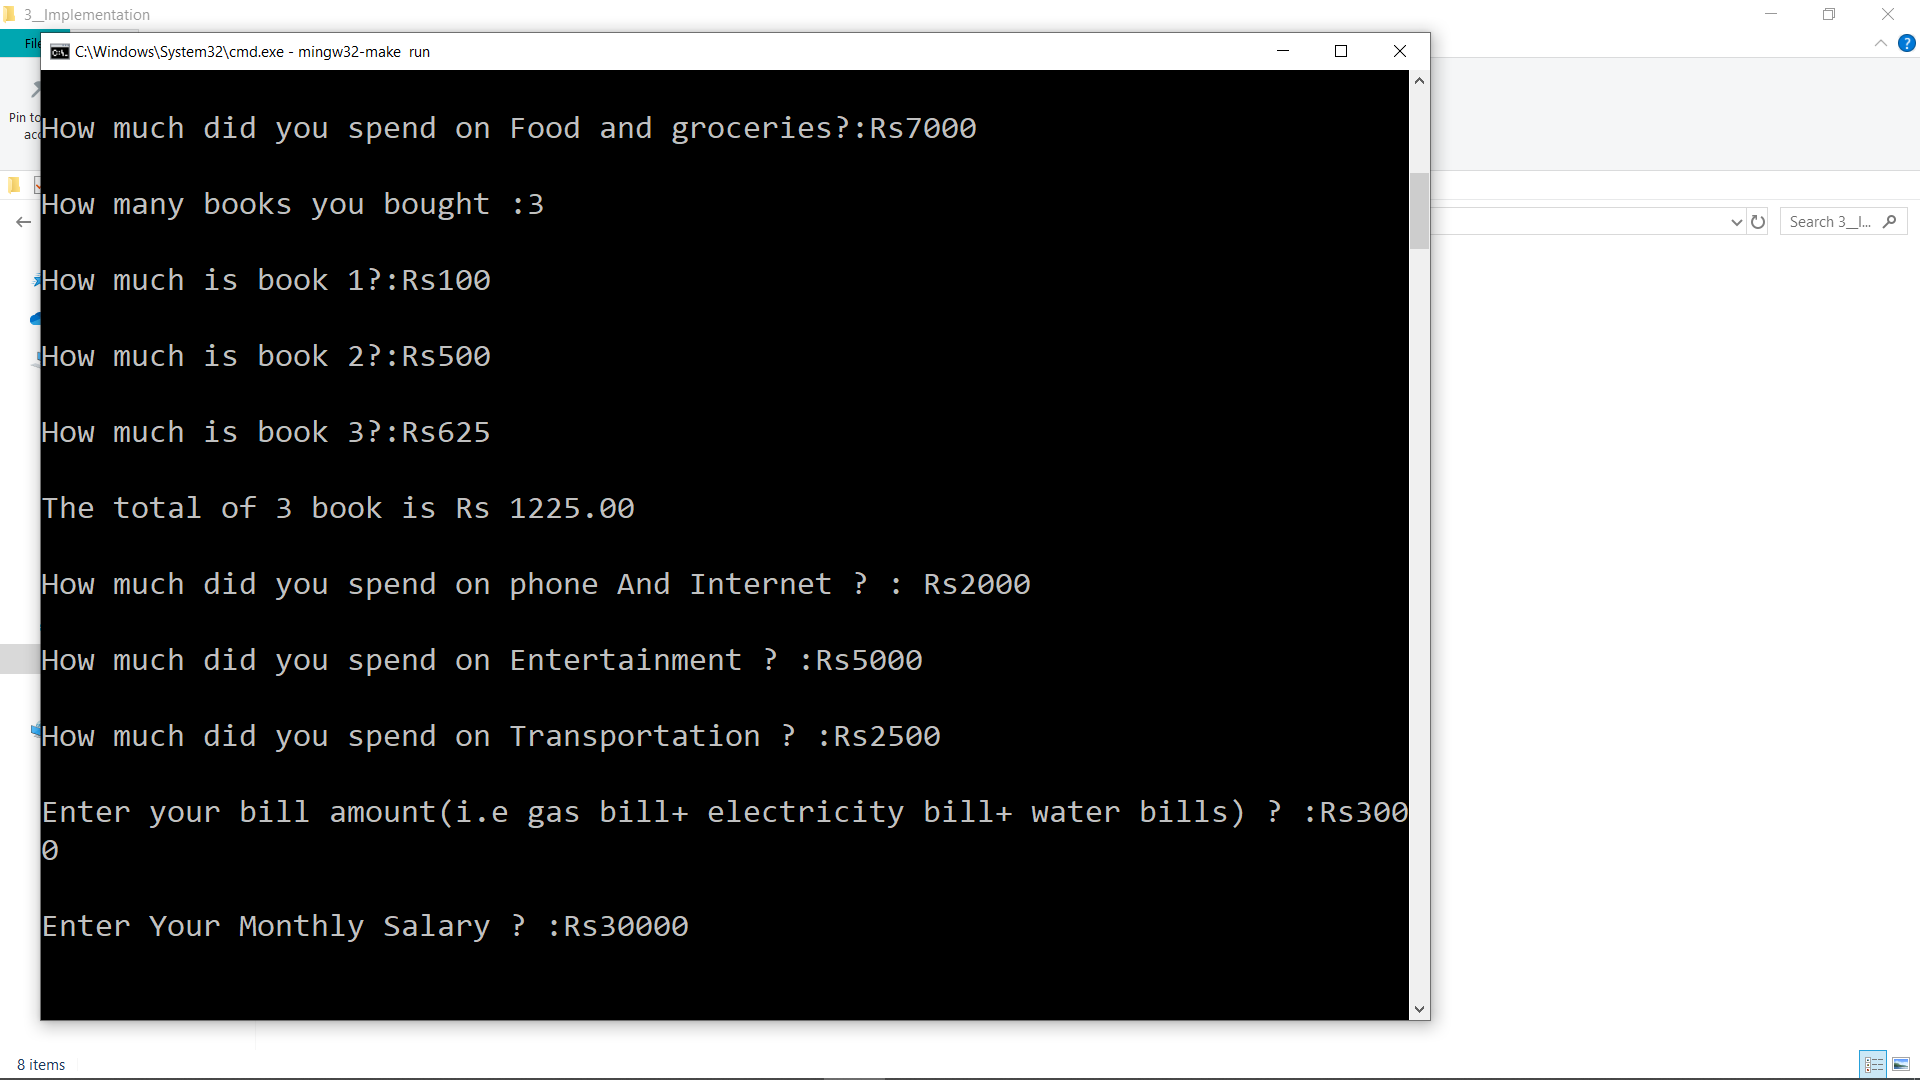 3__Implementation
File
C:\Windows\System32\cmd.exe - mingw32-make  run
Pin to
How much did you spend on Food and groceries?:Rs7000
How many books you bought :3
Search 3__I...
How much is book 1?:Rs100
How much is book 2?:Rs500
How much is book 3?:Rs625
The total of 3 book is Rs 1225.00
How much did you spend on phone And Internet ? : Rs2000
How much did you spend on Entertainment ? :Rs5000
How much did you spend on Transportation ? :Rs2500
Enter your bill amount(i.e gas bill+ electricity bill+ water bills) ? :Rs300
0
Enter Your Monthly Salary ? :Rs30000
8 items